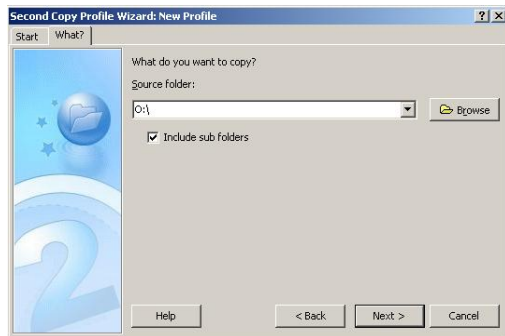 Second Copy Profile Wizard: New Profile
Start What?
What do you want to copy?
Source folder:
O:\
Browse
Include sub folders
Help < Back Next > Cancel
2